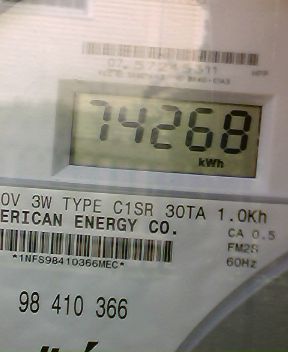 74268
kWh
0V 3W TYPE C1SR 30TA 1.0Kh
ERICAN ENERGY CO.
CA 0.5
FM2S
60Hz
*1NFS98410366MEC*
98 410 366